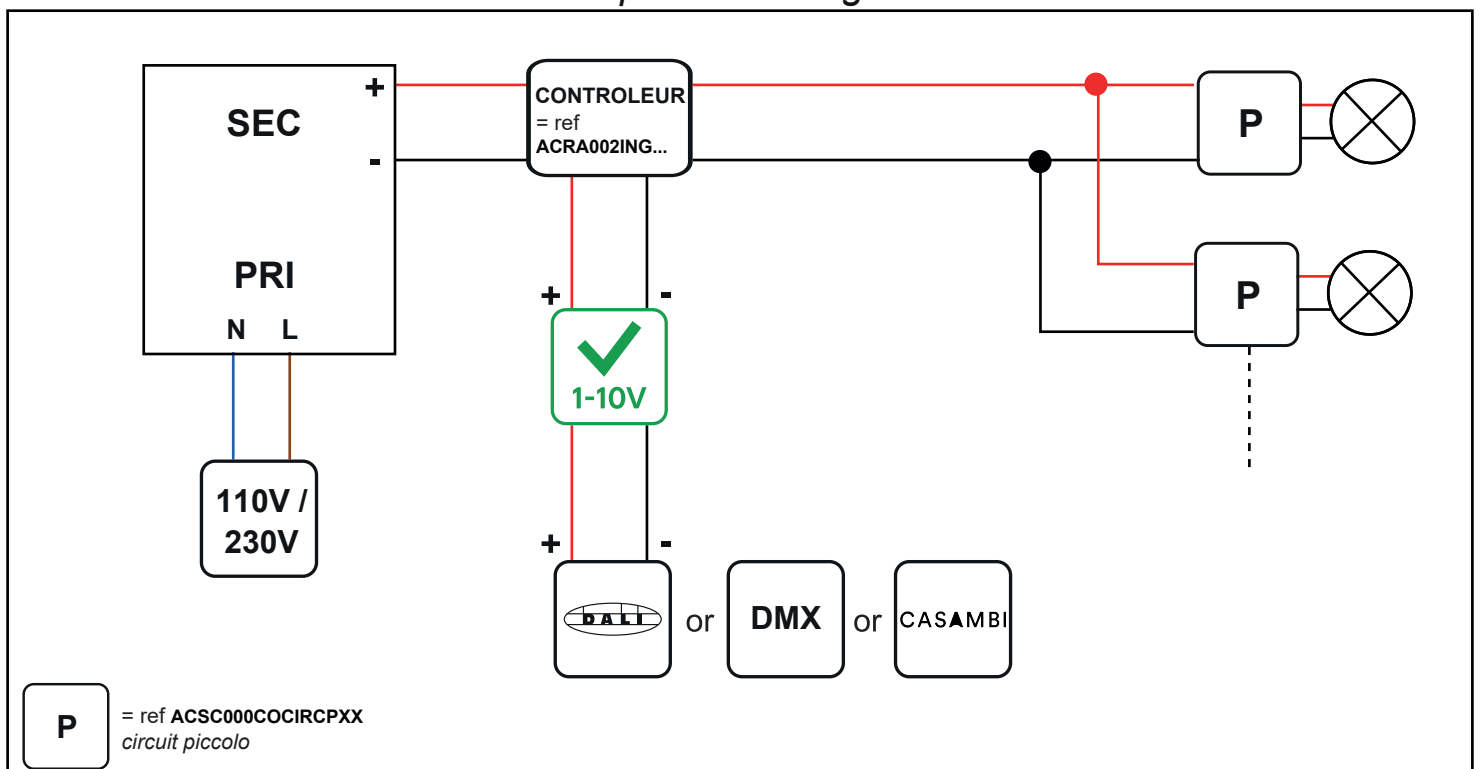 SEC
+
-
PRI
N L
110V /
230V
CONTROLEUR
= ref
ACRA002ING...
+ -
1-10V
+ -
DALI or DMX or CASAMBI
P
P
P
= ref ACSC000COCIRCPXX
circuit piccolo